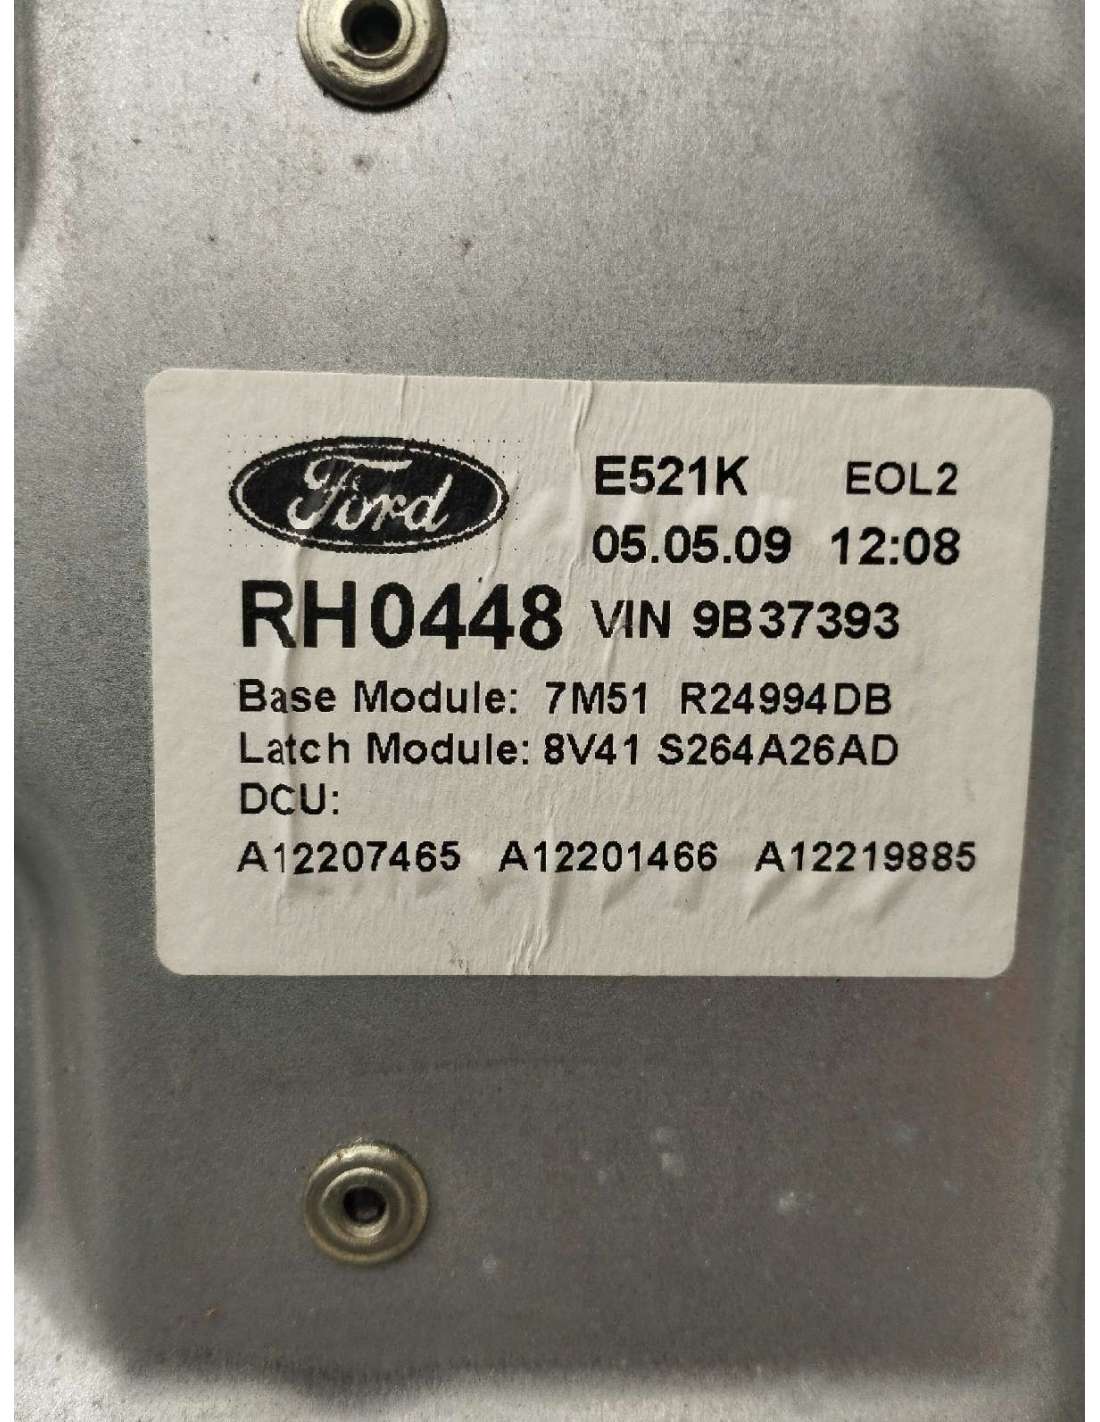 Ford E521K EOL2
05.05.09 12:08
RH0448 VIN 9B37393
Base Module: 7M51 R24994DB
Latch Module: 8V41 S264A26AD
DCU:
A12207465 A12201466 A12219885